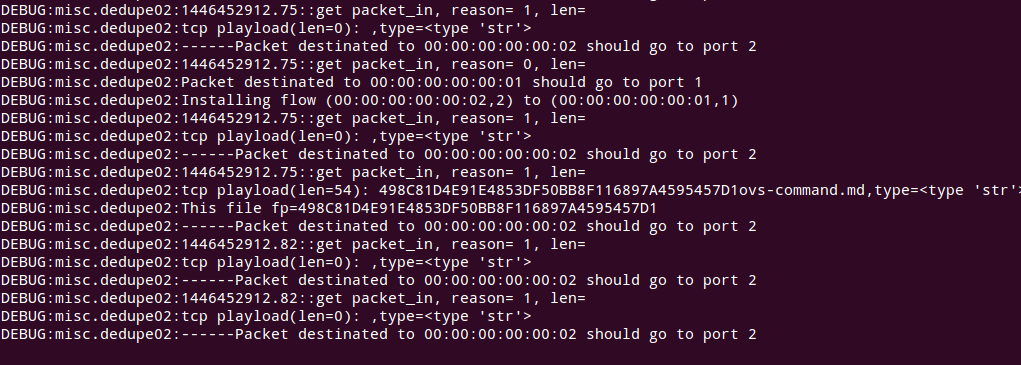 DEBUG:misc.dedupe02:1446452912.75::get packet_in, reason= 1, len=
DEBUG:misc.dedupe02:tcp playload(len=0): ,type=<type 'str'>
DEBUG:misc.dedupe02:------Packet destinated to 00:00:00:00:00:02 should go to port 2
DEBUG:misc.dedupe02:1446452912.75::get packet_in, reason= 0, len=
DEBUG:misc.dedupe02:Packet destinated to 00:00:00:00:00:01 should go to port 1
DEBUG:misc.dedupe02:Installing flow (00:00:00:00:00:02,2) to (00:00:00:00:00:01,1)
DEBUG:misc.dedupe02:1446452912.75::get packet_in, reason= 1, len=
DEBUG:misc.dedupe02:tcp playload(len=0): ,type=<type 'str'>
DEBUG:misc.dedupe02:------Packet destinated to 00:00:00:00:00:02 should go to port 2
DEBUG:misc.dedupe02:1446452912.75::get packet_in, reason= 1, len=
DEBUG:misc.dedupe02:tcp playload(len=54): 498C81D4E91E4853DF50BB8F116897A4595457D1ovs-command.md,type=<type 'str'>
DEBUG:misc.dedupe02:This file fp=498C81D4E91E4853DF50BB8F116897A4595457D1
DEBUG:misc.dedupe02:------Packet destinated to 00:00:00:00:00:02 should go to port 2
DEBUG:misc.dedupe02:1446452912.82::get packet_in, reason= 1, len=
DEBUG:misc.dedupe02:tcp playload(len=0): ,type=<type 'str'>
DEBUG:misc.dedupe02:------Packet destinated to 00:00:00:00:00:02 should go to port 2
DEBUG:misc.dedupe02:1446452912.82::get packet_in, reason= 1, len=
DEBUG:misc.dedupe02:tcp playload(len=0): ,type=<type 'str'>
DEBUG:misc.dedupe02:------Packet destinated to 00:00:00:00:00:02 should go to port 2